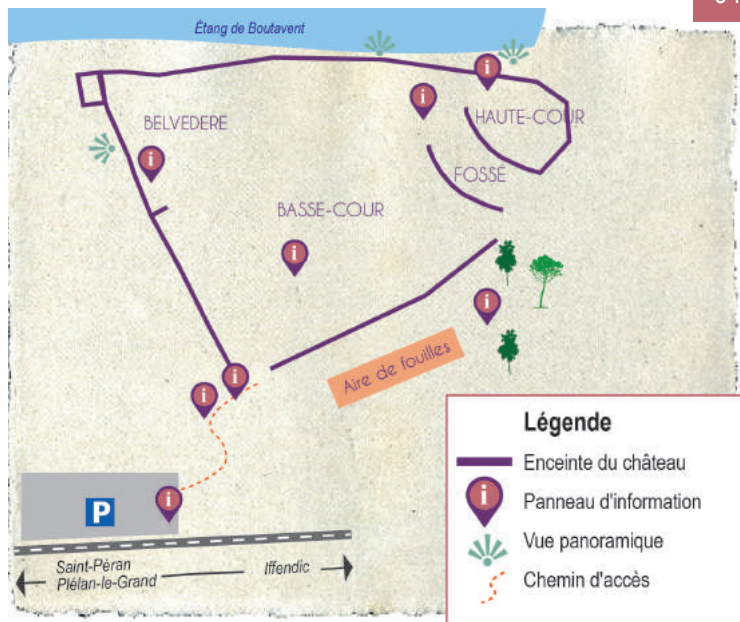 Étang de Boutavent
BELVEDERE
HAUTE-COUR
FOSSÉ
BASSE-COUR
Aire de fouilles
P
Saint-Péran
Plélan-le-Grand
Iffendic
Légende
Enceinte du château
Panneau d'information
Vue panoramique
Chemin d'accès